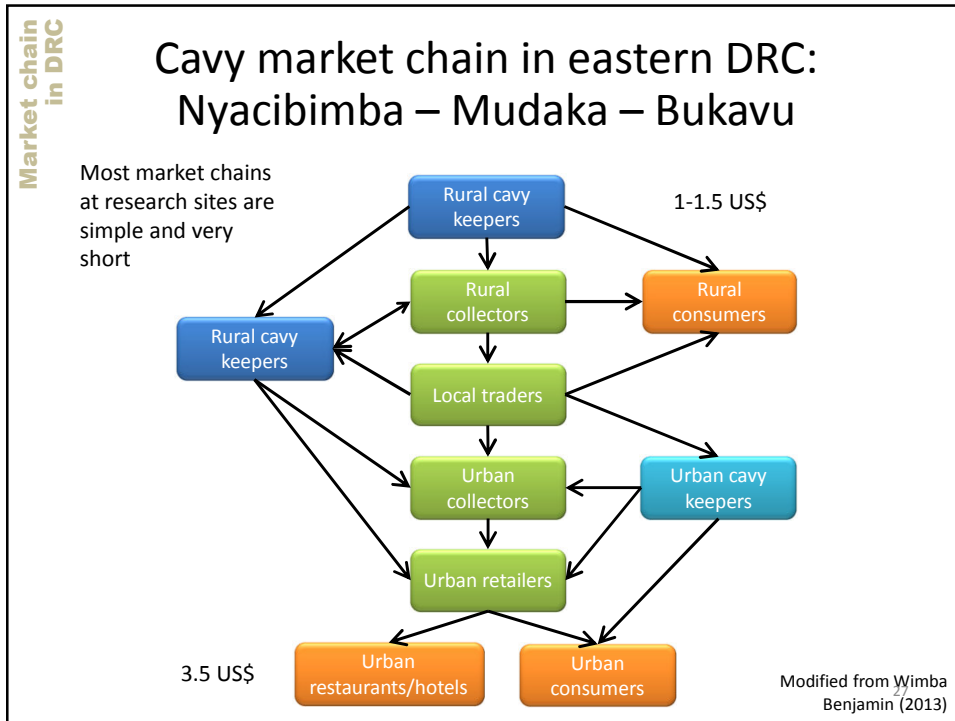 Market chain
in DRC
Cavy market chain in eastern DRC:
Nyacibimba – Mudaka – Bukavu
Most market chains
at research sites are
simple and very
short
Rural cavy
keepers
1-1.5 US$
Rural
collectors
Rural
consumers
Rural cavy
keepers
Local traders
Urban
collectors
Urban cavy
keepers
Urban retailers
3.5 US$
Urban
restaurants/hotels
Urban
consumers
Modified from Wimba
Benjamin (2013)
27